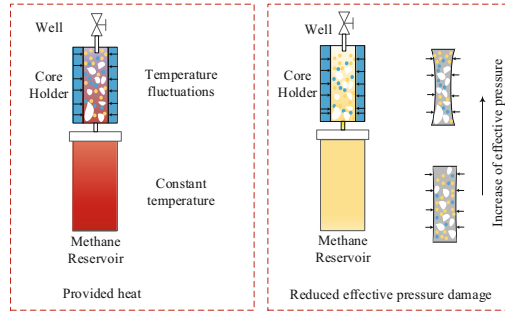 Well
Core
Holder
Temperature
fluctuations
Constant
temperature
Methane
Reservoir
Provided heat
Well
Core
Holder
Methane
Reservoir
Increase of effective pressure
Reduced effective pressure damage